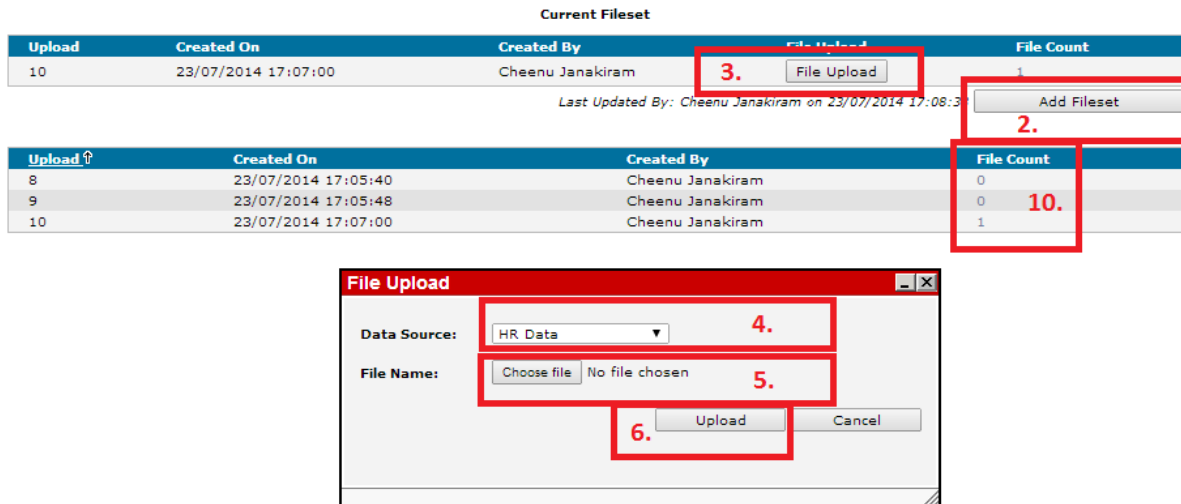 Current Fileset
Upload Created On Created By File Upload File Count
10 23/07/2014 17:07:00 Cheenu Janakiram 3. File Upload 1
Last Updated By: Cheenu Janakiram on 23/07/2014 17:08:3 Add Fileset
2.
Upload Created On Created By File Count
8 23/07/2014 17:05:40 Cheenu Janakiram 0
9 23/07/2014 17:05:48 Cheenu Janakiram 0 10.
10 23/07/2014 17:07:00 Cheenu Janakiram 1
File Upload
Data Source: HR Data 4.
File Name: Choose file No file chosen 5.
6. Upload Cancel